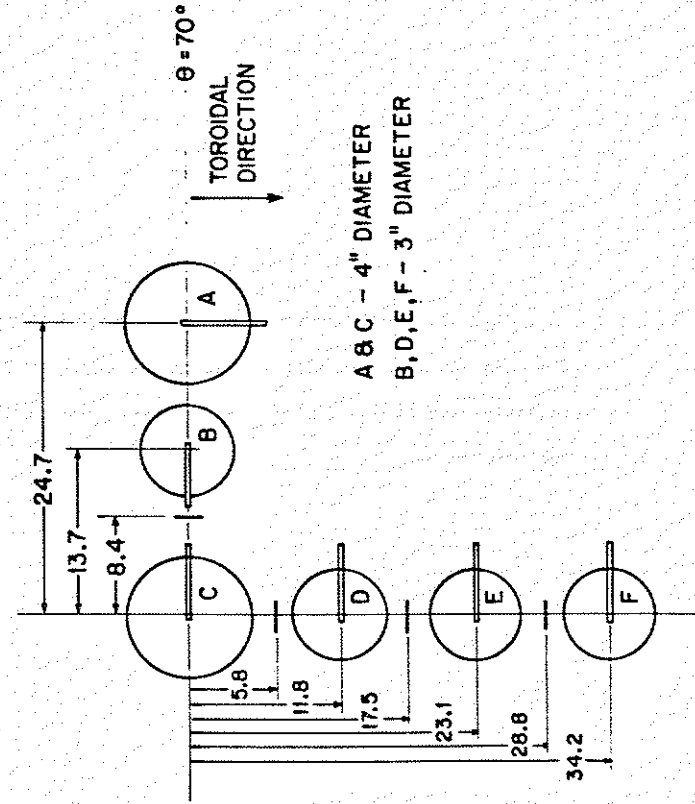 θ = 70°
TOROIDAL
DIRECTION
24.7
13.7
8.4
A
B
C
D
E
F
5.8
11.8
17.5
23.1
28.8
34.2
A & C - 4" DIAMETER
B, D, E, F - 3" DIAMETER